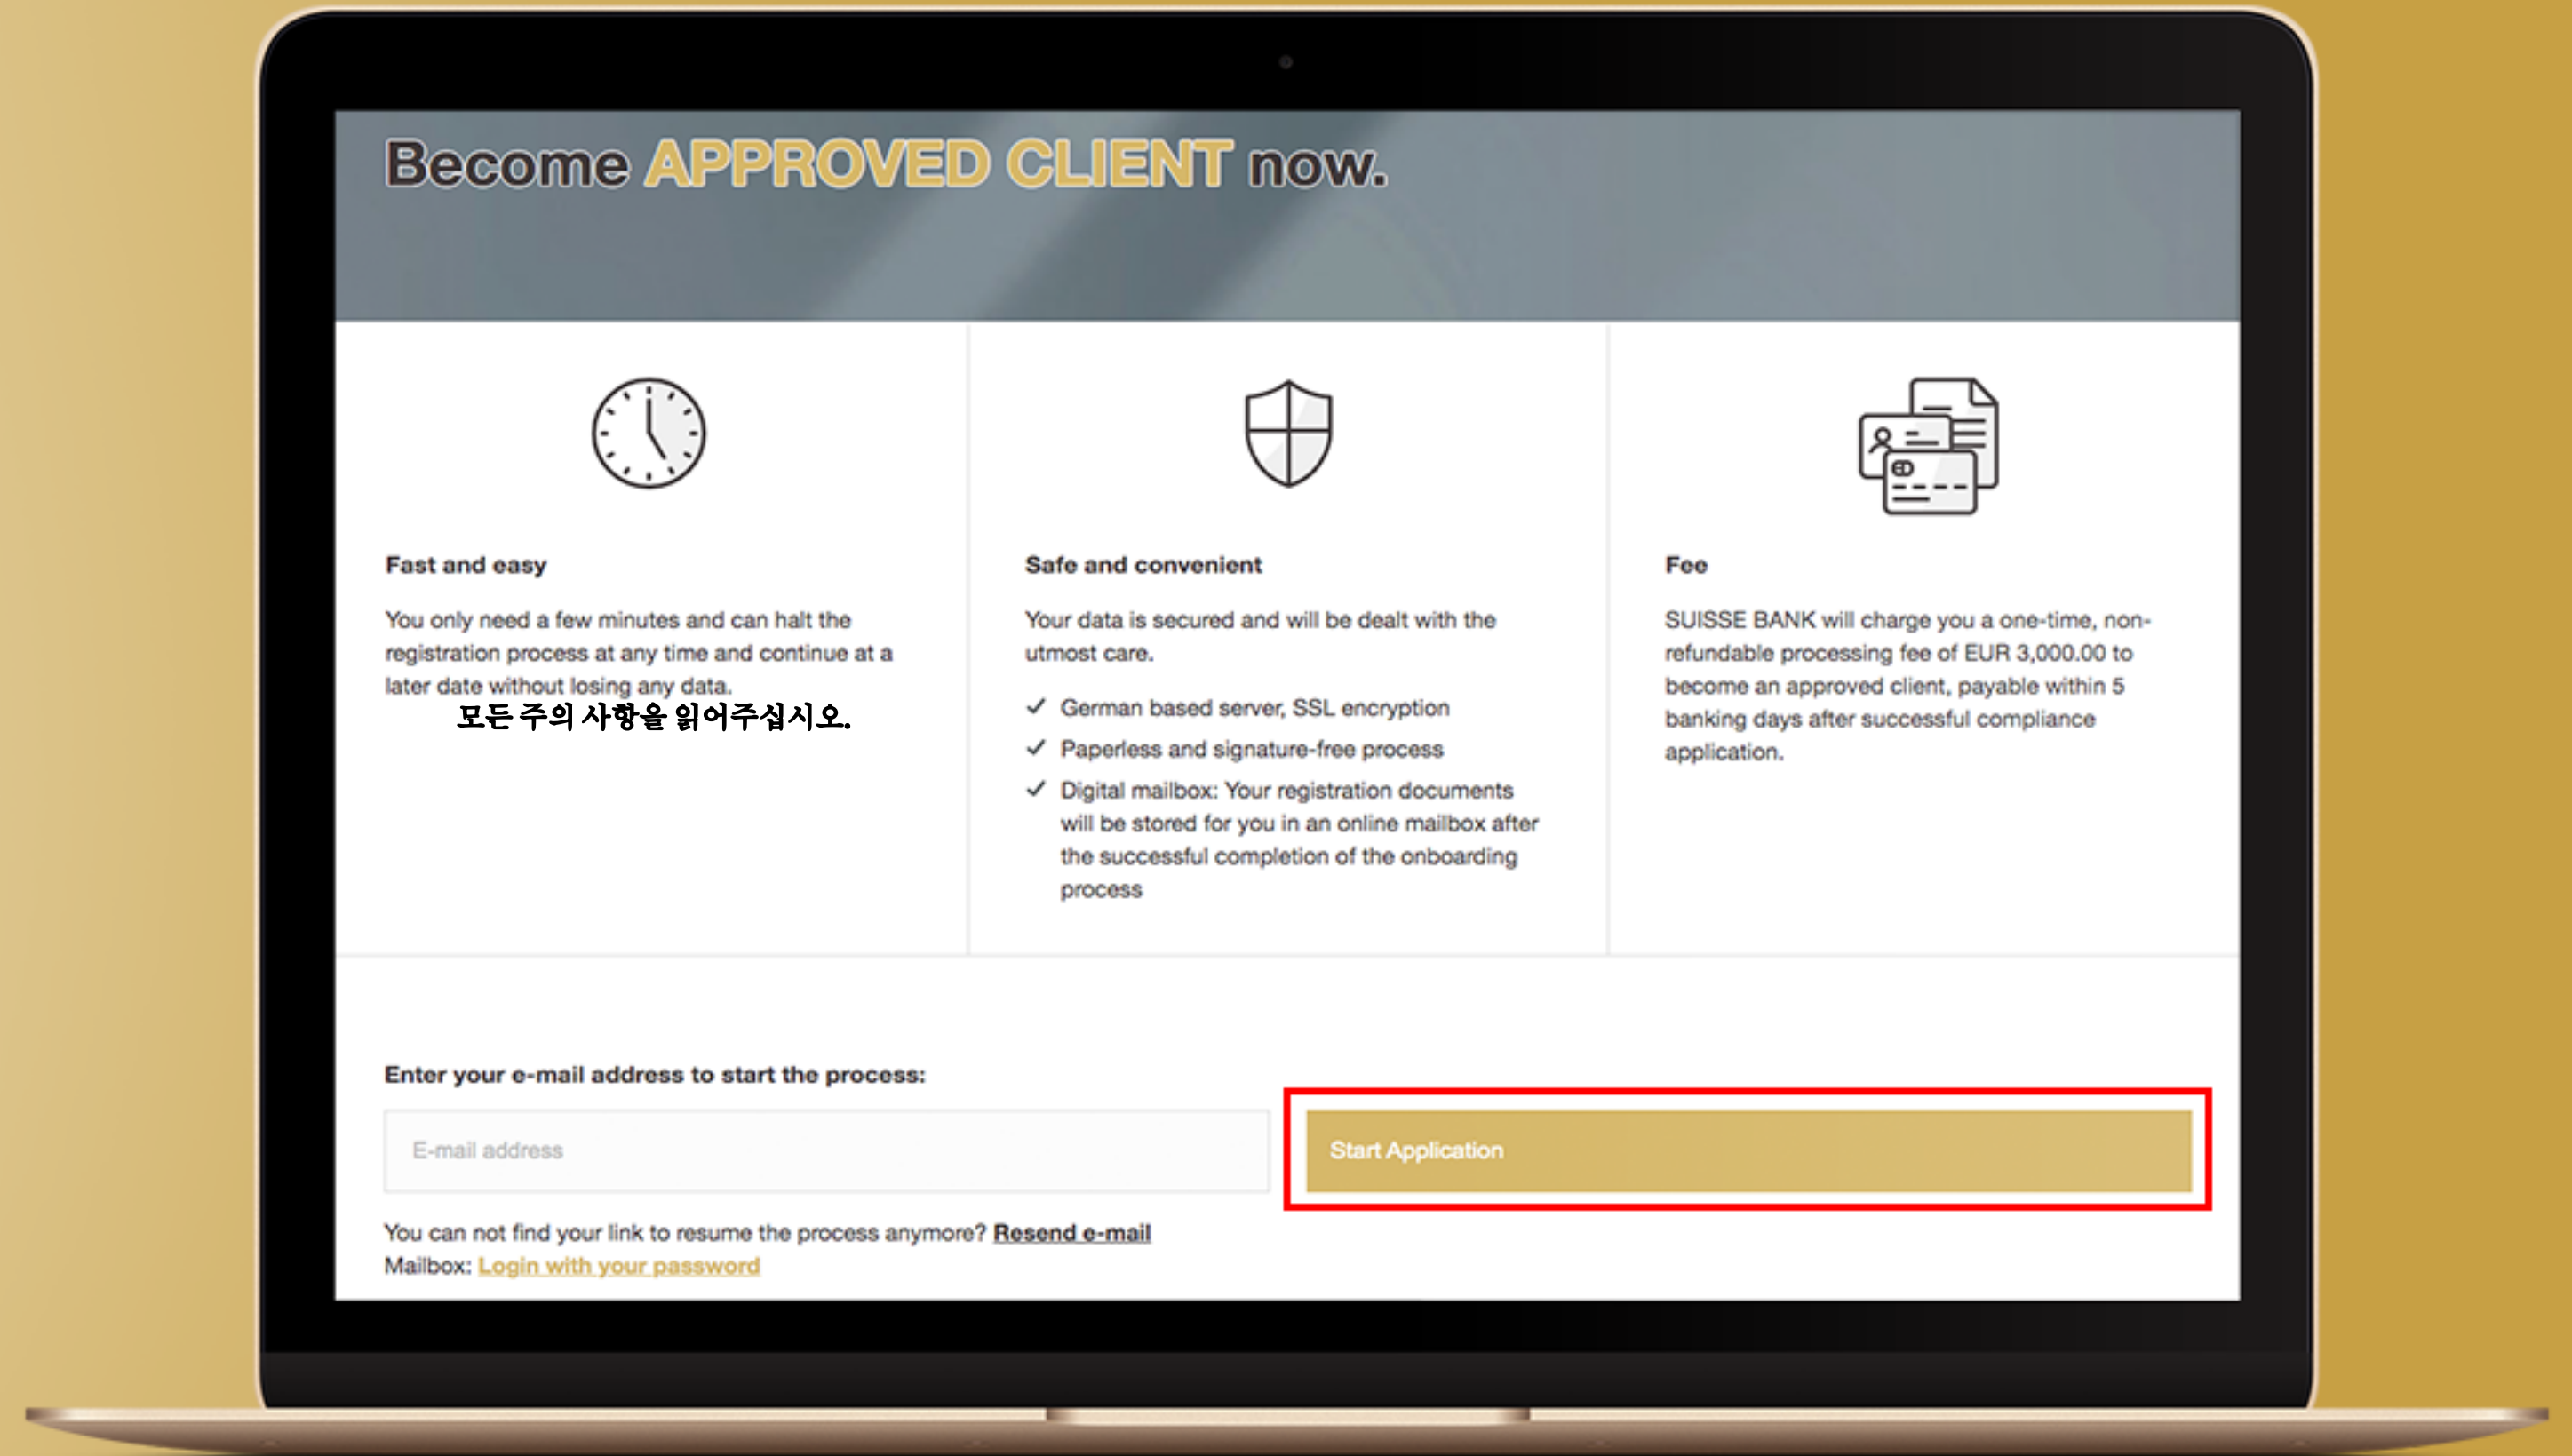 Become APPROVED CLIENT now.
Fast and easy
You only need a few minutes and can halt the
registration process at any time and continue at a
later date without losing any data.
모든 주의 사항을 읽어주십시오.
Safe and convenient
Your data is secured and will be dealt with the
utmost care.
German based server, SSL encryption
Paperless and signature-free process
Digital mailbox: Your registration documents
will be stored for you in an online mailbox after
the successful completion of the onboarding
process
Fee
SUISSE BANK will charge you a one-time, non-
refundable processing fee of EUR 3,000.00 to
become an approved client, payable within 5
banking days after successful compliance
application.
Enter your e-mail address to start the process:
E-mail address
Start Application
You can not find your link to resume the process anymore? Resend e-mail
Mailbox: Login with your password